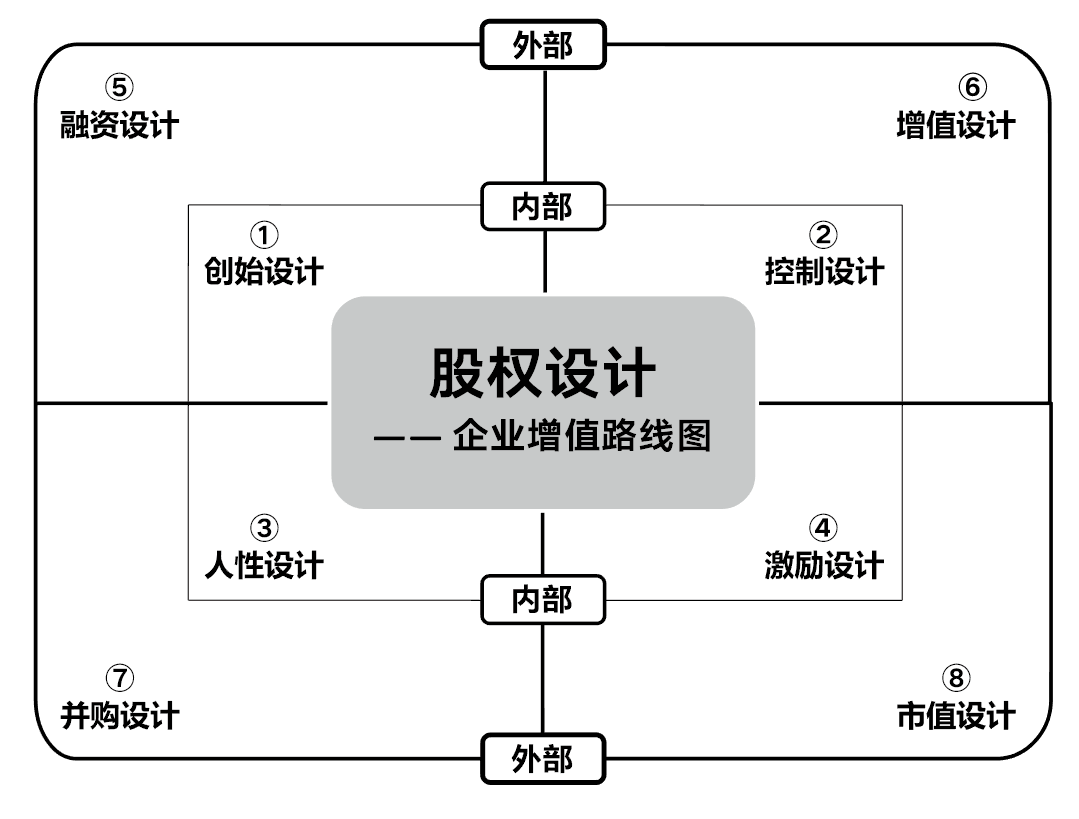 外部
⑤
融资设计
⑥
增值设计
内部
①
创始设计
②
控制设计
股权设计
—— 企业增值路线图
③
人性设计
④
激励设计
内部
⑦
并购设计
⑧
市值设计
外部